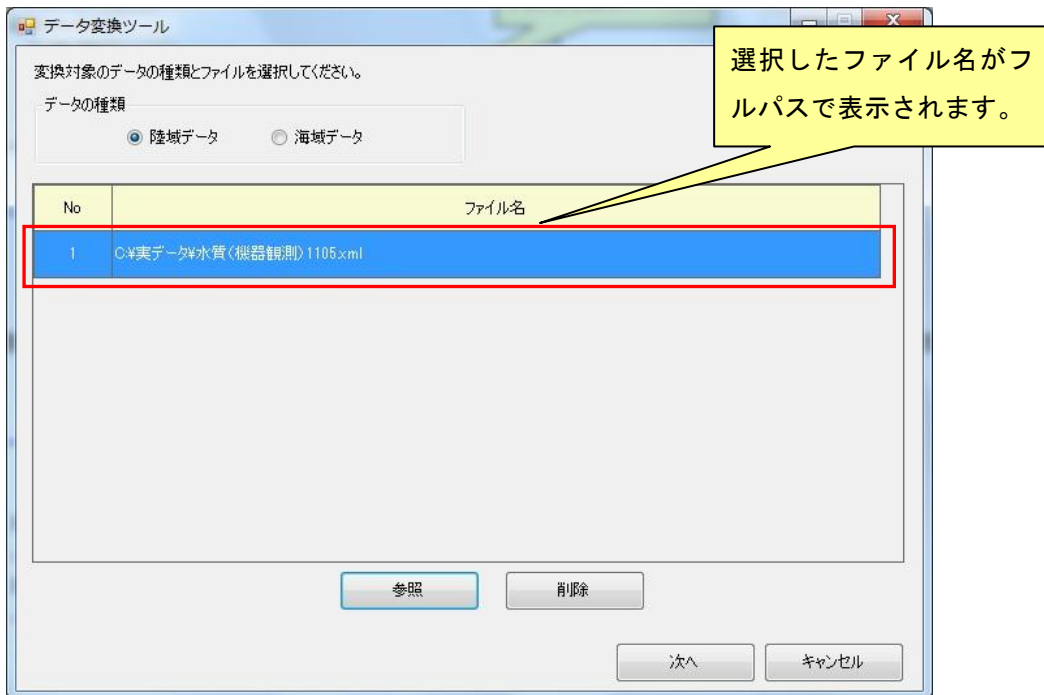 データ変換ツール
選択したファイル名がフ
ルパスで表示されます。
変換対象のデータの種類とファイルを選択してください。
データの種類
陸域データ 海域データ
No ファイル名
1 C:¥実データ¥水質(機器観測)1105.xml
参照 削除
次へ キャンセル